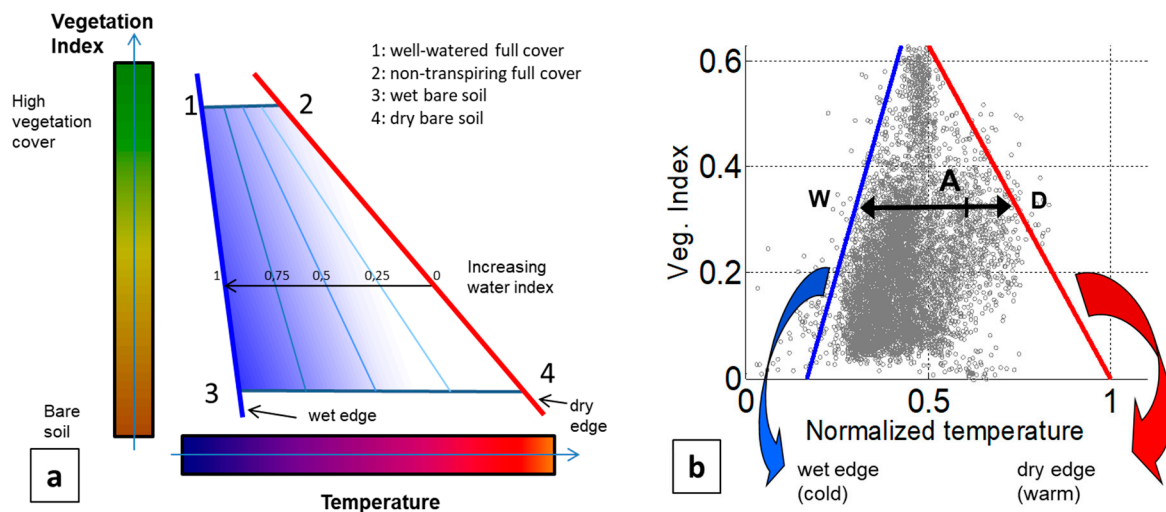 Vegetation
Index
High
vegetation
cover
Bare
soil
1: well-watered full cover
2: non-transpiring full cover
3: wet bare soil
4: dry bare soil
1
2
1
0,75
0,5
0,25
0
Increasing
water index
3
4
wet edge
dry
edge
Temperature
a
Veg. Index
0.6
0.4
0.2
0
W
A
D
0
0.5
1
Normalized temperature
wet edge
(cold)
dry edge
(warm)
b